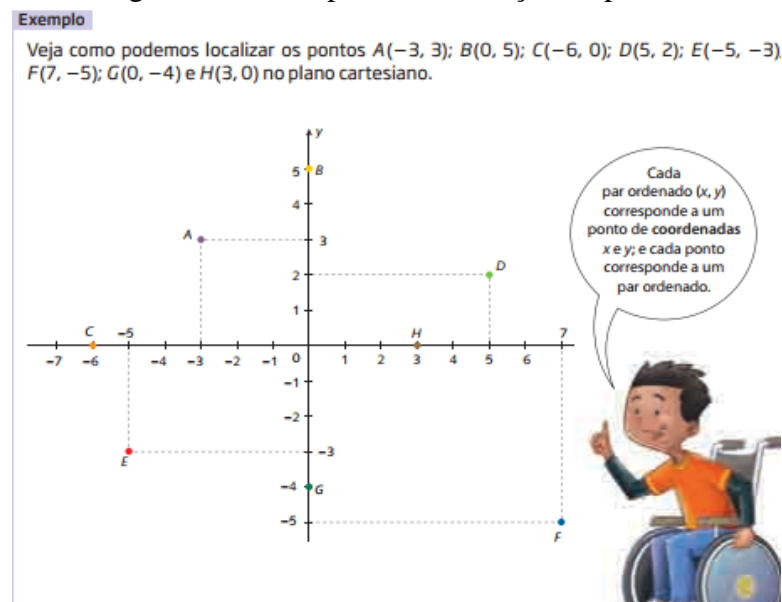 Exemplo
Veja como podemos localizar os pontos A(−3, 3); B(0, 5); C(−6, 0); D(5, 2); E(−5, −3),
F(7, −5); G(0, −4) e H(3, 0) no plano cartesiano.
y
5 B
4
A 3
D
2
1
C −5 H 7
−7 −6 −4 −3 −2 −1 0 1 2 3 4 5 6
−1
−2
E −3
−4 G
−5
F
Cada
par ordenado (x, y)
corresponde a um
ponto de coordenadas
x e y; e cada ponto
corresponde a um
par ordenado.